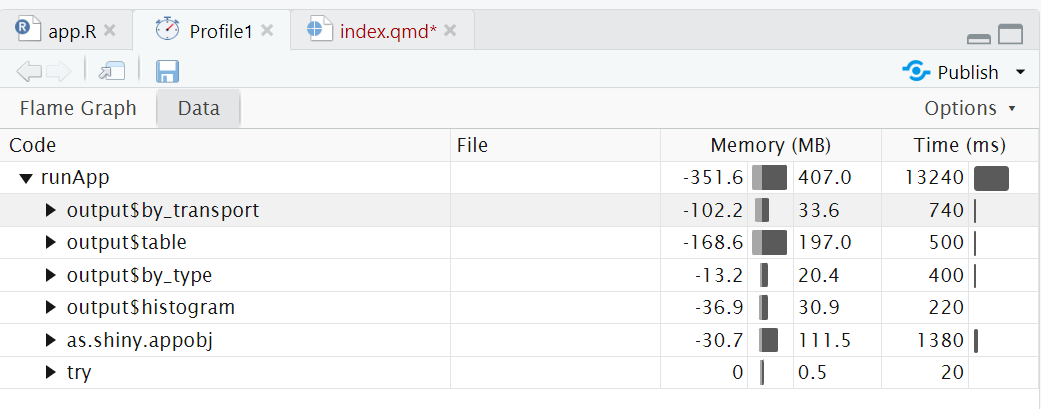 app.R Profile1 index.qmd*
Publish
Flame Graph Data Options
Code File Memory (MB) Time (ms)
runApp -351.6 407.0 13240
output$by_transport -102.2 33.6 740
output$table -168.6 197.0 500
output$by_type -13.2 20.4 400
output$histogram -36.9 30.9 220
as.shiny.appobj -30.7 111.5 1380
try 0 0.5 20